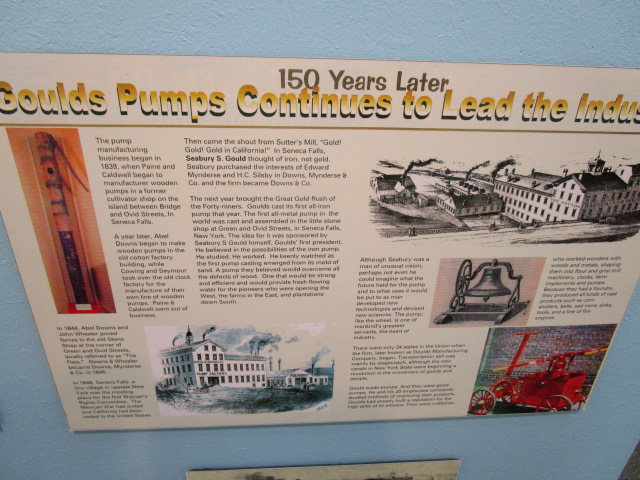 150 Years Later
Goulds Pumps Continues to Lead the Indus
The pump
manufacturing
business began in
1839, when Paine and
Caldwell began to
manufacturer wooden
pumps in a former
cultivator shop on the
island between Bridge
and Ovid Streets, In
Seneca Falls.
A year later, Abel
Downs began to make
wooden pumps in the
old cotton factory
building, while
Cowing and Seymour
took over the old clock
factory for the
manufacture of their
own line of wooden
pumps. Paine &
Caldwell went out of
business.
In 1844, Abel Downs and
John Wheeler joined
forces in the old Stone
Shop at the corner of
Green and Ovid Streets,
locally referred to as "The
Flats." Downs & Wheeler
became Downs, Mynderse
& Co. in 1846.
In 1848, Seneca Falls, a
tiny village in upstate New
York was the meeting
place for the first Woman's
Rights Convention. The
Mexican War had ended
and California had been
ceded to the United States.
Then came the shout from Sutter's Mill, "Gold!
Gold! Gold in California!" In Seneca Falls,
Seabury S. Gould thought of iron, not gold.
Seabury purchased the interests of Edward
Mynderse and H.C. Silsby in Downs, Mynderse &
Co. and the firm became Downs & Co.
The next year brought the Great Gold Rush of
the Forty-niners. Goulds cast its first all-iron
pump that year. The first all-metal pump in the
world was cast and assembled in the little stone
shop at Green and Ovid Streets, in Seneca Falls,
New York. The idea for it was sponsored by
Seabury S Gould himself, Goulds' first president.
He believed in the possibilities of the iron pump.
He studied. He worked. He keenly watched as
the first pump casting emerged from its mold of
sand. A pump they believed would overcome all
the defects of wood. One that would be strong
and efficient and would provide fresh flowing
water for the pioneers who were opening the
West, the farms in the East, and plantations
down South.
PUMP FACTORY
Although Seabury was a
man of unusual vision,
perhaps not even he
could imagine what the
future held for the pump
and to what uses it would
be put to as man
developed new
technologies and devised
new sciences. The pump,
like the wheel, is one of
mankind's greatest
servants, the heart of
industry.
There were only 24 states in the Union when
the firm, later known as Goulds Manufacturing
Company, began. Transportation still was
mainly by stagecoach, although the new
canals in New York State were beginning a
revolution in the movement of goods and
people.
Gould made pumps. And they were good
pumps. He and his 20 employees constantly
studied methods of improving their products.
Goulds had already built a reputation for the
high skills of its artisans. They were craftsmen
who worked wonders with
woods and metals, shaping
them into flour and grist mill
machinery, clocks, farm
implements and pumps.
Because they had a foundry,
they produced all kinds of cast
products such as corn
shellers, bells, sad irons, sinks,
tools, and a line of fire
engines.